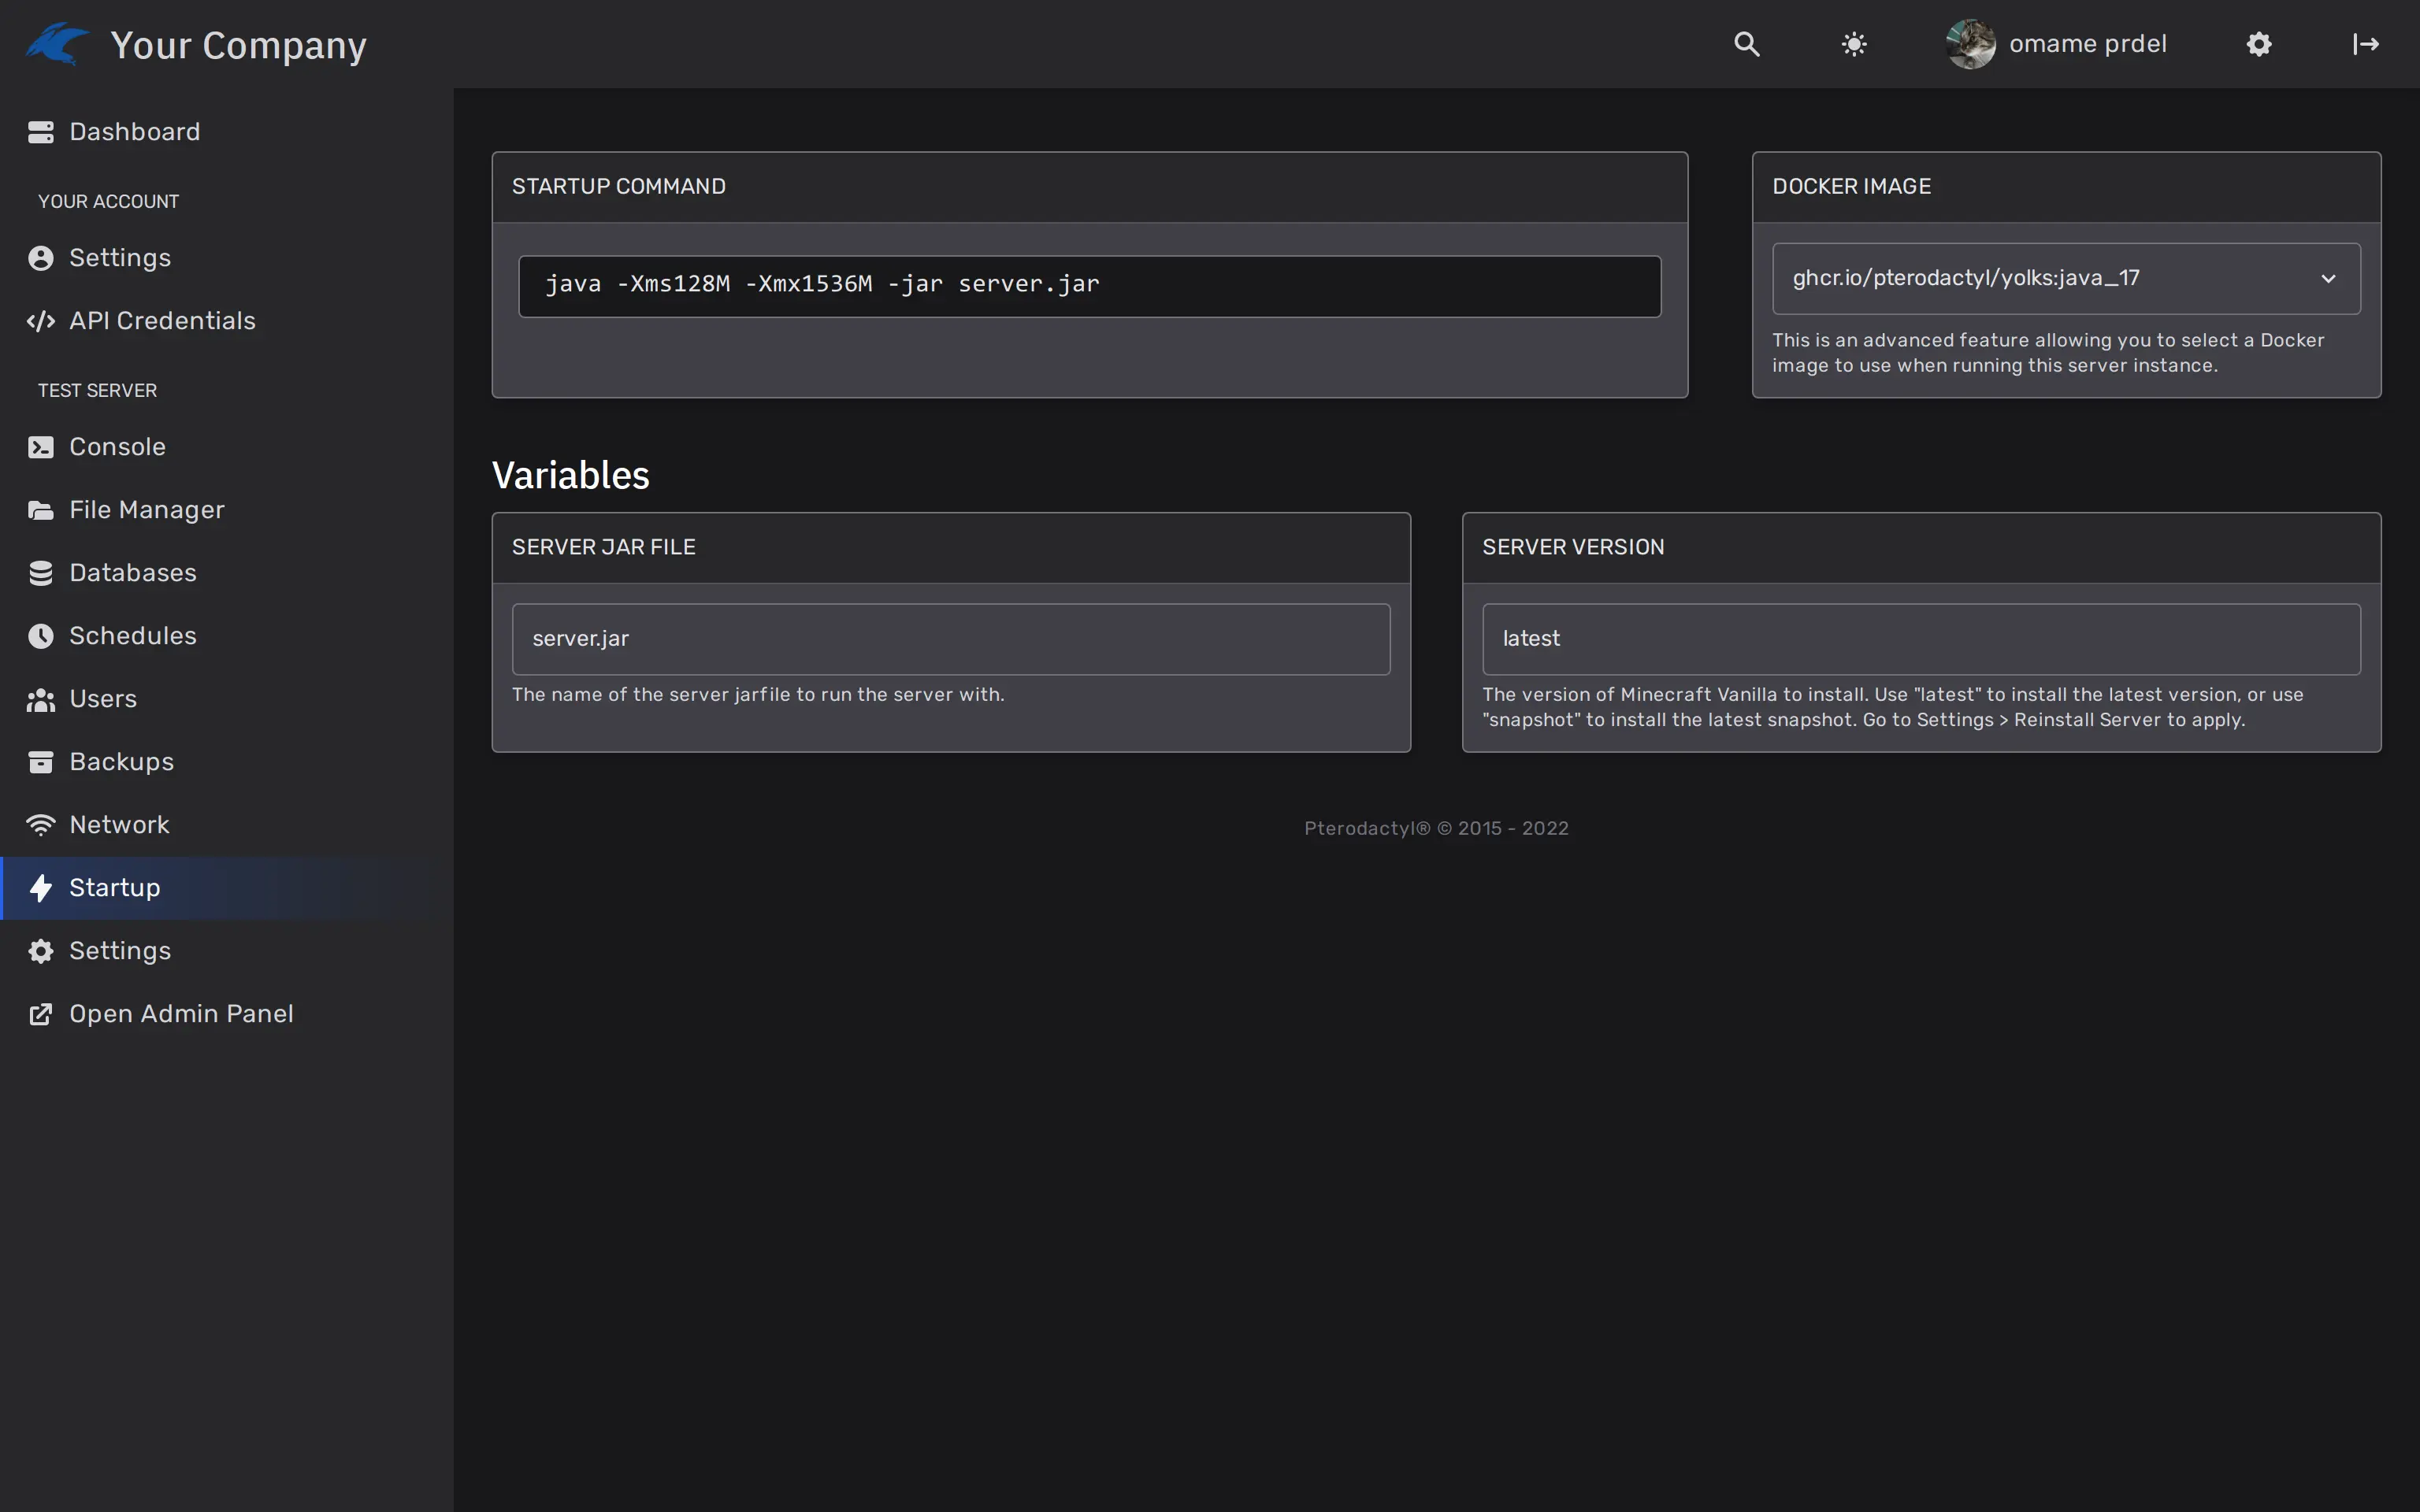 Your Company
omame prdel
Dashboard
YOUR ACCOUNT
Settings
API Credentials
TEST SERVER
Console
File Manager
Databases
Schedules
Users
Backups
Network
Startup
Settings
Open Admin Panel
STARTUP COMMAND
java -Xms128M -Xmx1536M -jar server.jar
DOCKER IMAGE
ghcr.io/pterodactyl/yolks:java_17
This is an advanced feature allowing you to select a Docker
image to use when running this server instance.
Variables
SERVER JAR FILE
server.jar
The name of the server jarfile to run the server with.
SERVER VERSION
latest
The version of Minecraft Vanilla to install. Use "latest" to install the latest version, or use
"snapshot" to install the latest snapshot. Go to Settings > Reinstall Server to apply.
Pterodactyl® © 2015 - 2022